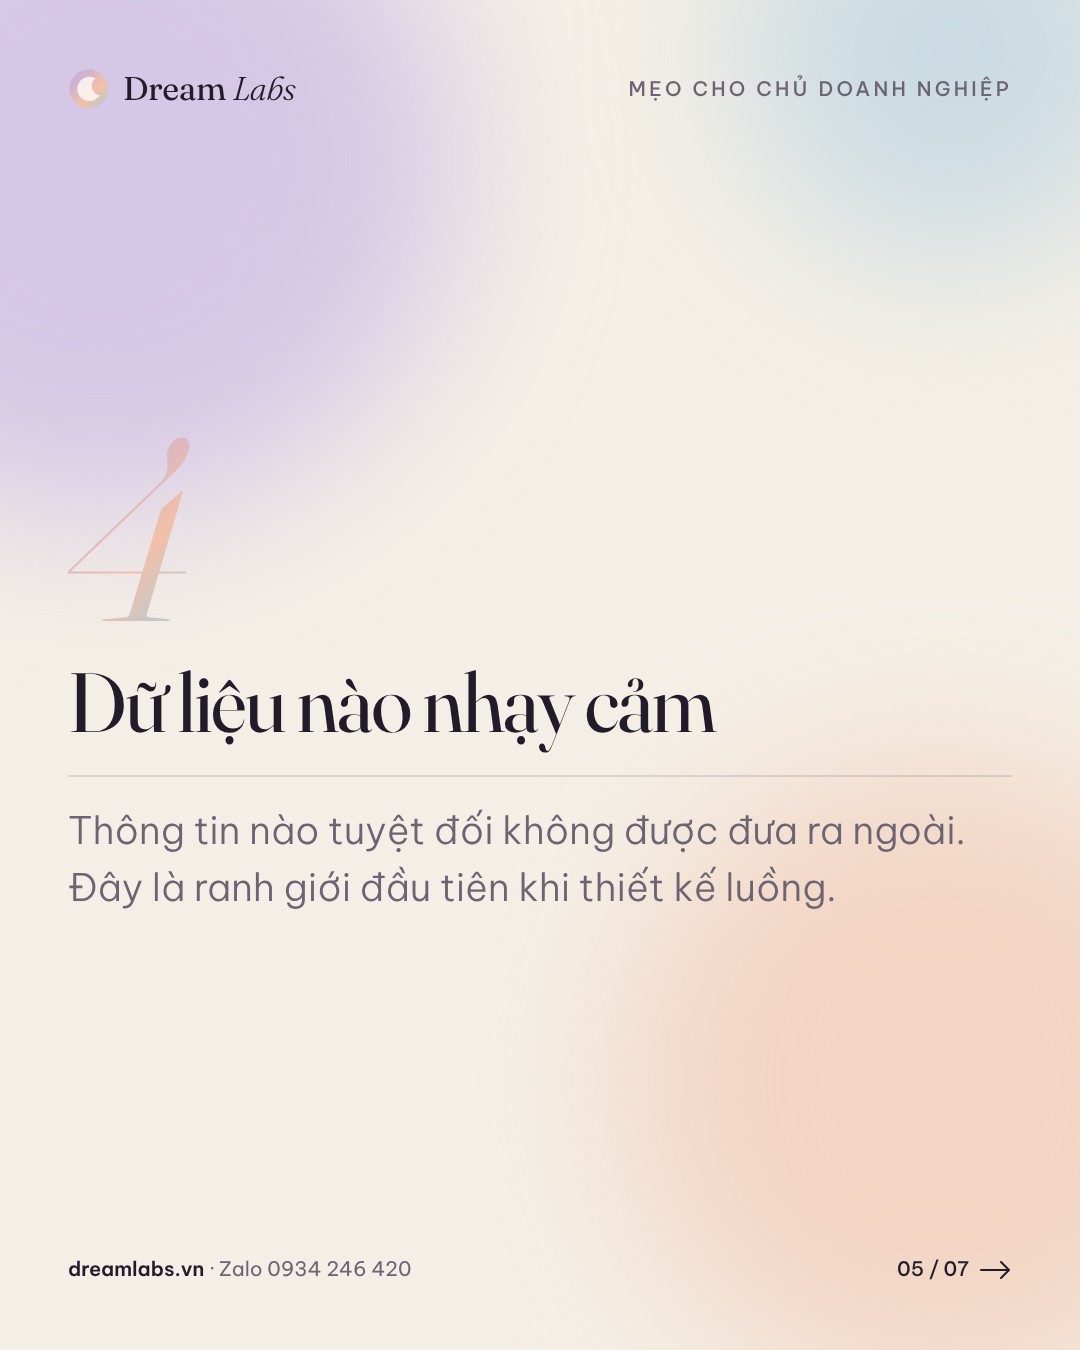 Dream Labs
MẸO CHO CHỦ DOANH NGHIỆP
4
Dữ liệu nào nhạy cảm
Thông tin nào tuyệt đối không được đưa ra ngoài.
Đây là ranh giới đầu tiên khi thiết kế luồng.
dreamlabs.vn · Zalo 0934 246 420
05 / 07 →